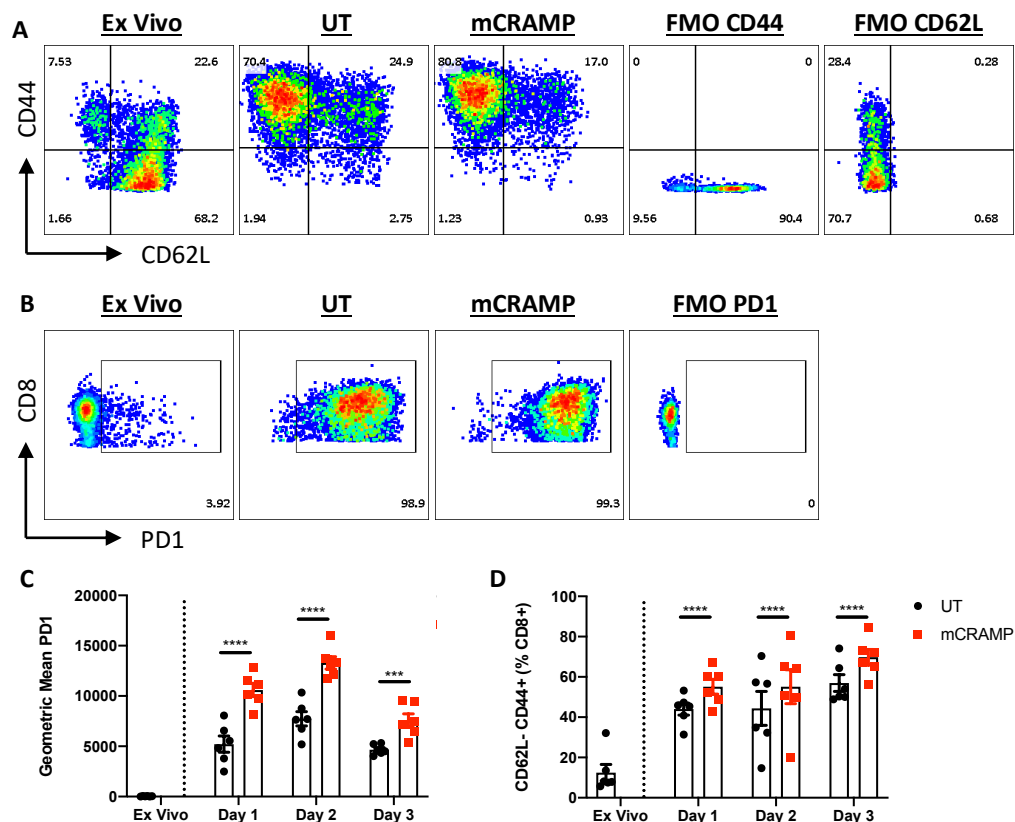 A
Ex Vivo
UT
mCRAMP
FMO CD44
FMO CD62L
7.53
22.6
1.66
68.2
70.4
24.9
1.94
2.75
80.8
17.0
1.23
0.93
0
0
9.56
90.4
28.4
0.28
70.7
0.68
CD44
CD62L
B
Ex Vivo
UT
mCRAMP
FMO PD1
3.92
98.9
99.3
0
CD8
PD1
C
Geometric Mean PD1
20000
15000
10000
5000
0
****
****
***
Ex Vivo
Day 1
Day 2
Day 3
D
CD62L- CD44+ (% CD8+)
100
80
60
40
20
0
****
****
****
Ex Vivo
Day 1
Day 2
Day 3
UT
mCRAMP